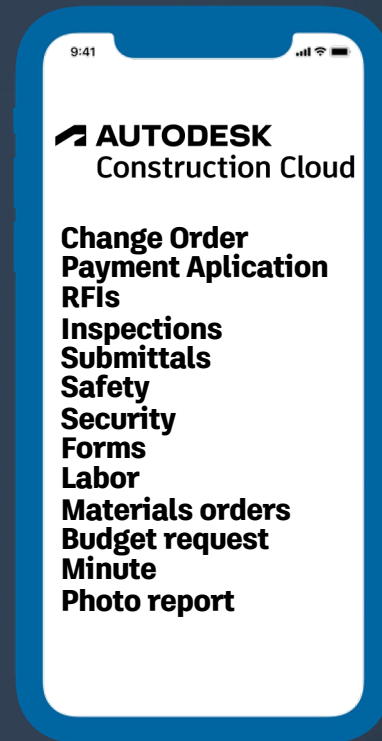 9:41
AUTODESK
Construction Cloud
Change Order
Payment Aplication
RFIs
Inspections
Submittals
Safety
Security
Forms
Labor
Materials orders
Budget request
Minute
Photo report